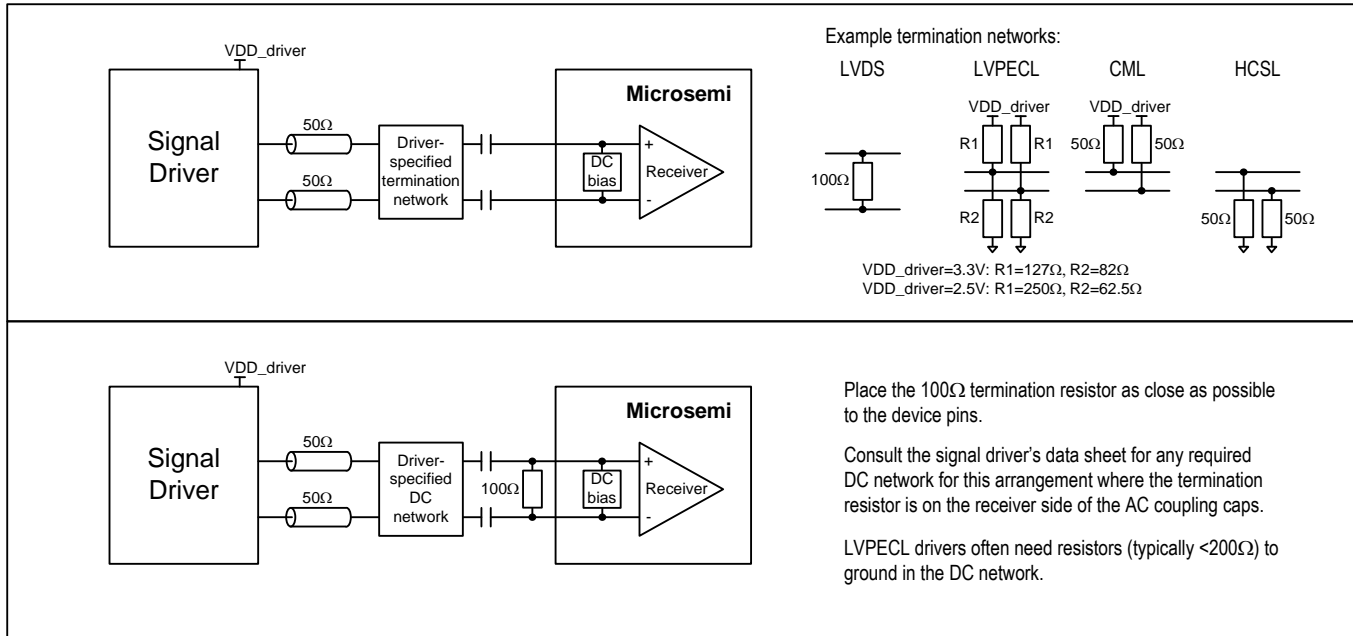 VDD_driver
Signal
Driver
50Ω
50Ω
Driver-
specified
termination
network
Microsemi
+
DC
bias
Receiver
-
Example termination networks:
LVDS
LVPECL
CML
HCSL
100Ω
VDD_driver
R1
R1
R2
R2
VDD_driver
50Ω
50Ω
50Ω
50Ω
VDD_driver=3.3V: R1=127Ω, R2=82Ω
VDD_driver=2.5V: R1=250Ω, R2=62.5Ω
VDD_driver
Signal
Driver
50Ω
50Ω
Driver-
specified
DC
network
100Ω
Microsemi
+
DC
bias
Receiver
-
Place the 100Ω termination resistor as close as possible
to the device pins.
Consult the signal driver's data sheet for any required
DC network for this arrangement where the termination
resistor is on the receiver side of the AC coupling caps.
LVPECL drivers often need resistors (typically <200Ω) to
ground in the DC network.